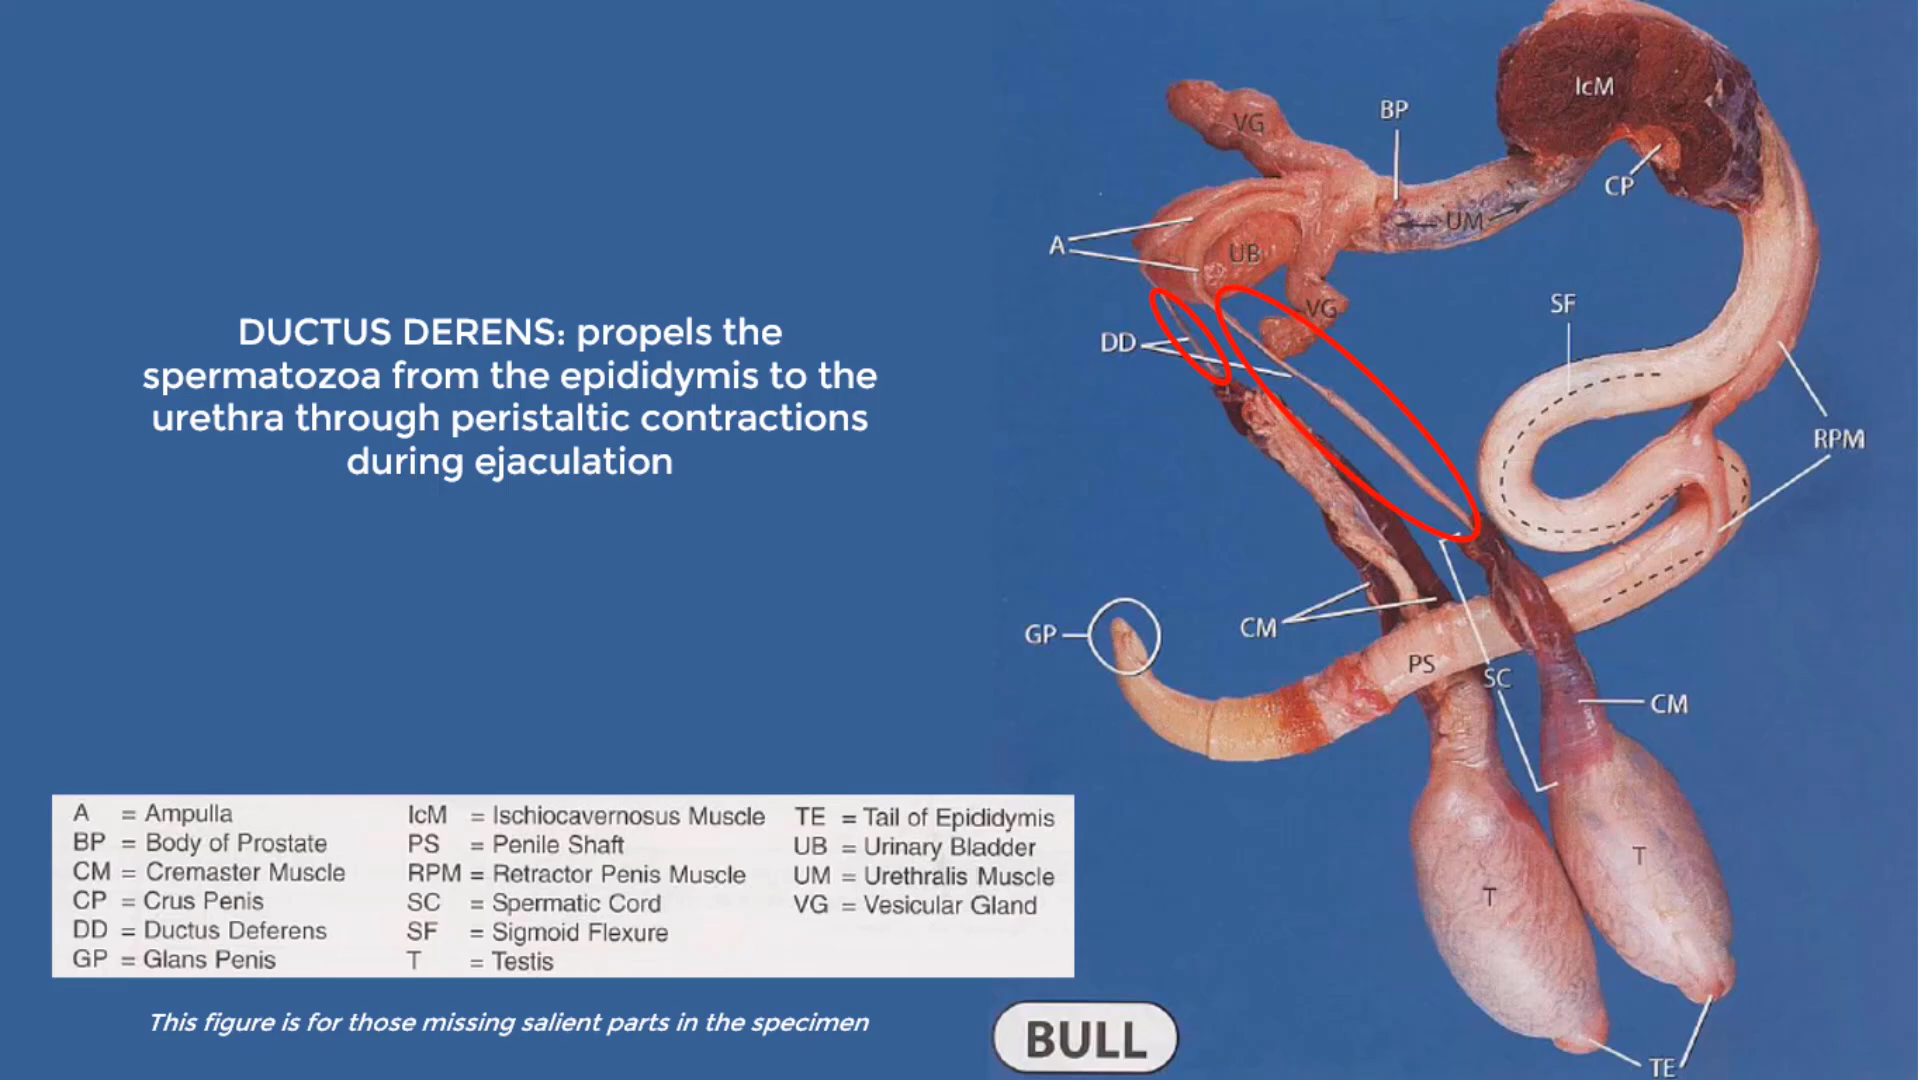 DUCTUS DERENS: propels the
spermatozoa from the epididymis to the
urethra through peristaltic contractions
during ejaculation
A = Ampulla
BP = Body of Prostate
CM = Cremaster Muscle
CP = Crus Penis
DD = Ductus Deferens
GP = Glans Penis
IcM = Ischiocavernosus Muscle
PS = Penile Shaft
RPM = Retractor Penis Muscle
SC = Spermatic Cord
SF = Sigmoid Flexure
T = Testis
TE = Tail of Epididymis
UB = Urinary Bladder
UM = Urethralis Muscle
VG = Vesicular Gland
This figure is for those missing salient parts in the specimen
IcM
BP
VG
CP
UM
A
UB
SF
VG
DD
RPM
CM
GP
PS
SC
CM
T
T
BULL
TE